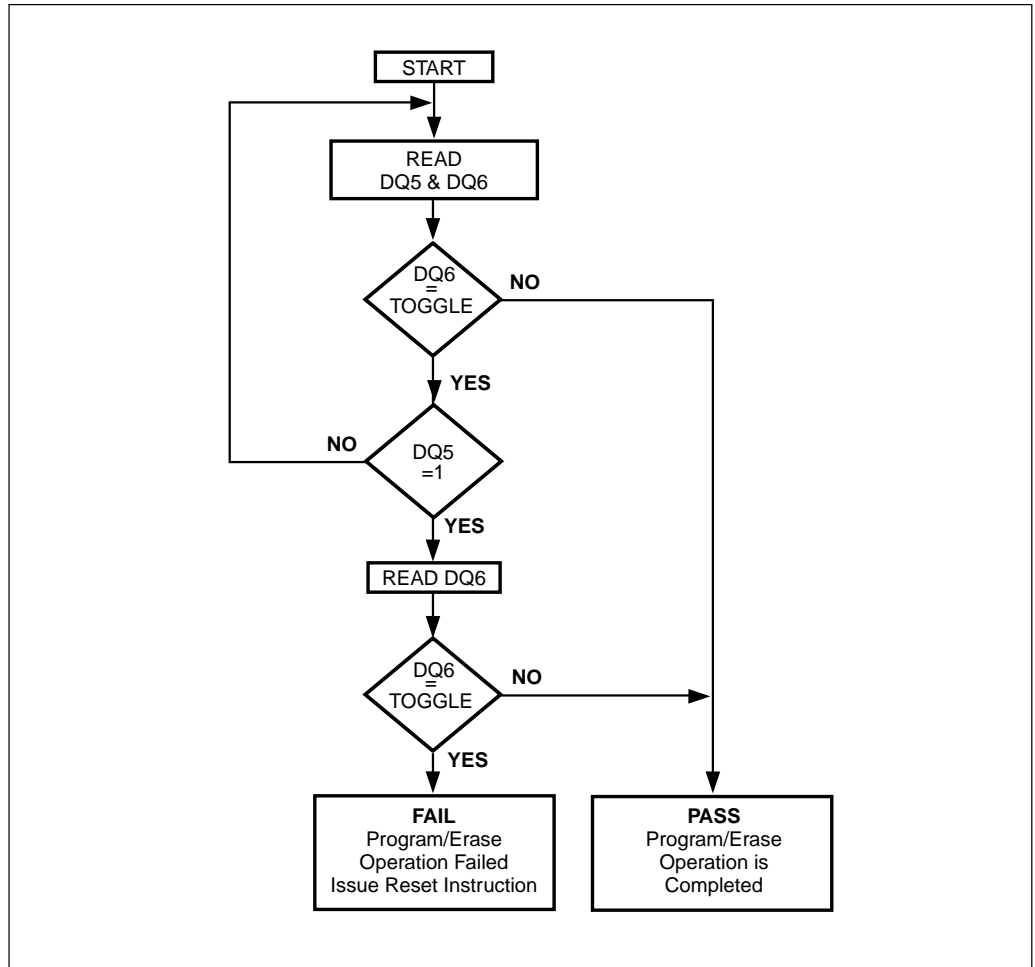 START
READ
DQ5 & DQ6
DQ6
=
TOGGLE
NO
YES
NO
DQ5
=1
YES
READ DQ6
DQ6
=
TOGGLE
NO
YES
FAIL
Program/Erase
Operation Failed
Issue Reset Instruction
PASS
Program/Erase
Operation is
Completed